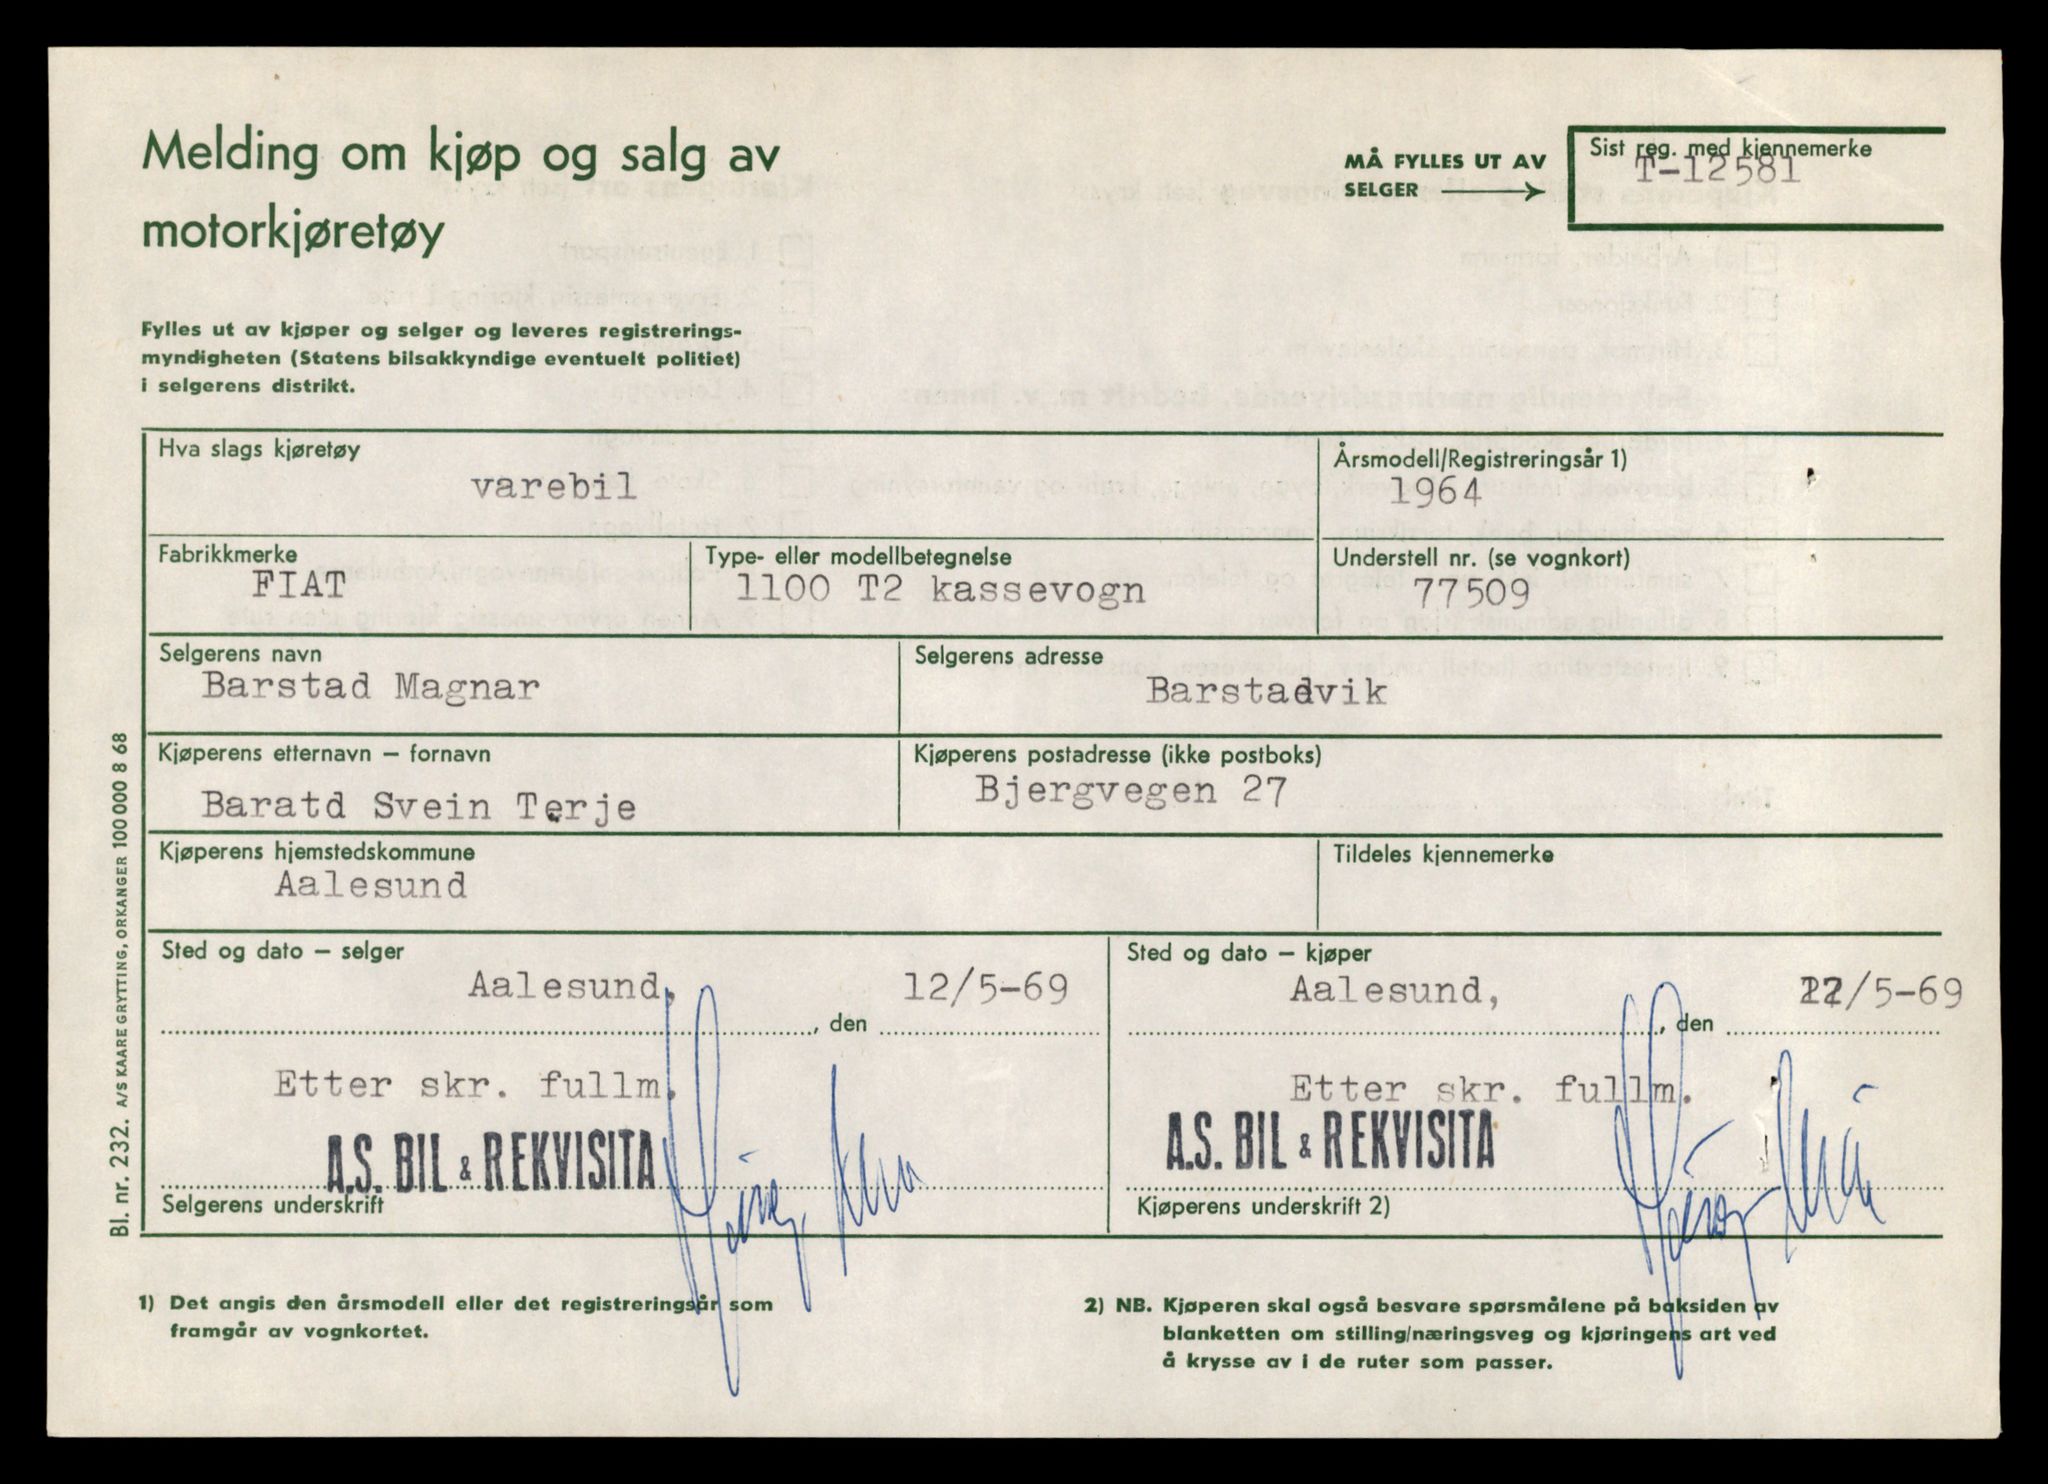 Melding om kjøp og salg av
motorkjøretøy
MÅ FYLLES UT AV
SELGER
Sist reg. med kjennemerke
T-12581
Fylles ut av kjøper og selger og leveres registrerings-
myndigheten (Statens bilsakkyndige eventuelt politiet)
i selgerens distrikt.
Hva slags kjøretøy
varebil
Årsmodell/Registreringsår 1)
1964
Fabrikkmerke
FIAT
Type- eller modellbetegnelse
1100 T2 kassevogn
Understell nr. (se vognkort)
77509
Selgerens navn
Barstad Magnar
Selgerens adresse
Barstadvik
Kjøperens etternavn – fornavn
Baratd Svein Terje
Kjøperens postadresse (ikke postboks)
Bjergvegen 27
Kjøperens hjemstedskommune
Aalesund
Tildeles kjennemerke
Sted og dato – selger
Aalesund, 12/5-69
, den
Etter skr. fullm.
A.S. BIL & REKVISITA
Selgerens underskrift
Sted og dato – kjøper
Aalesund, /5-69
, den
Etter skr. fullm.
A.S. BIL & REKVISITA
Kjøperens underskrift 2)
1) Det angis den årsmodell eller det registreringsår som
framgår av vognkortet.
2) NB. Kjøperen skal også besvare spørsmålene på baksiden av
blanketten om stilling/næringsveg og kjøringens art ved
å krysse av i de ruter som passer.
Bl. nr. 232. A/S KAARE GRYTTING, ORKANGER 100 000 8 68